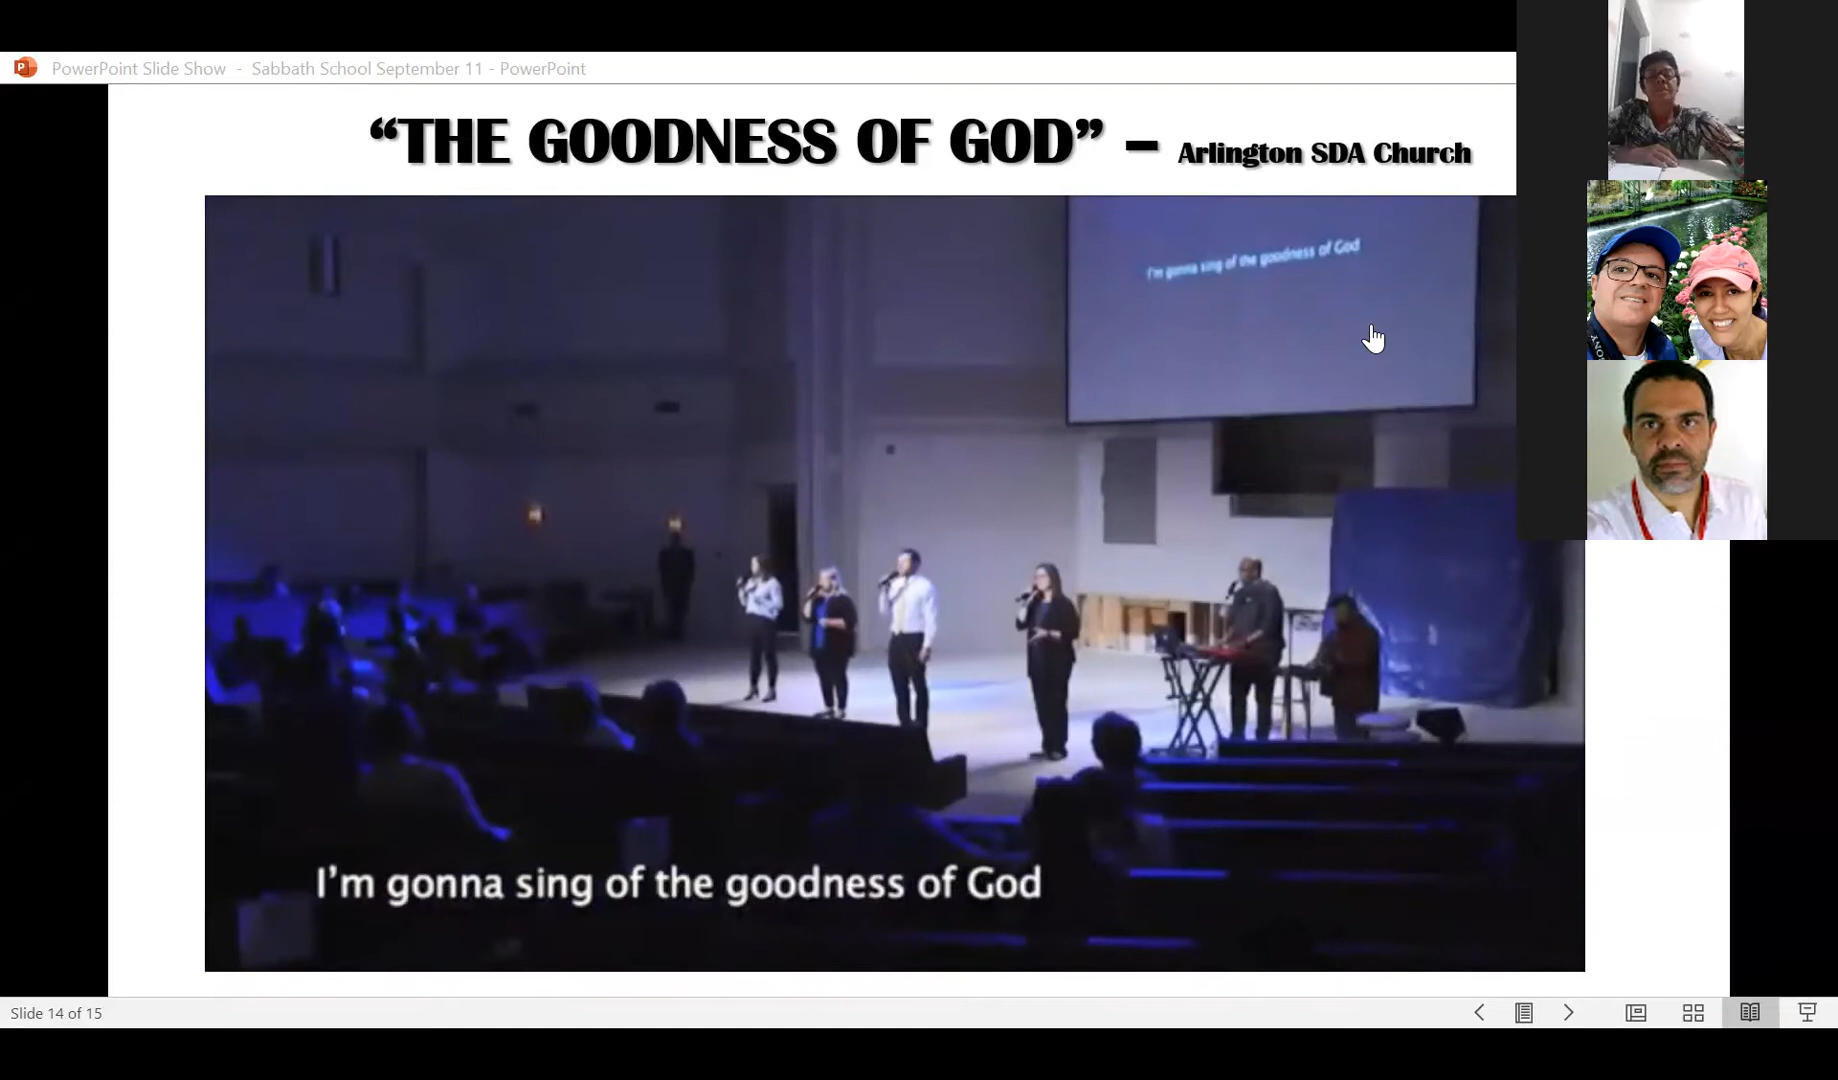 PowerPoint Slide Show - Sabbath School September 11 - PowerPoint
“THE GOODNESS OF GOD” – Arlington SDA Church
I'm gonna sing of the goodness of God
I’m gonna sing of the goodness of God
Slide 14 of 15